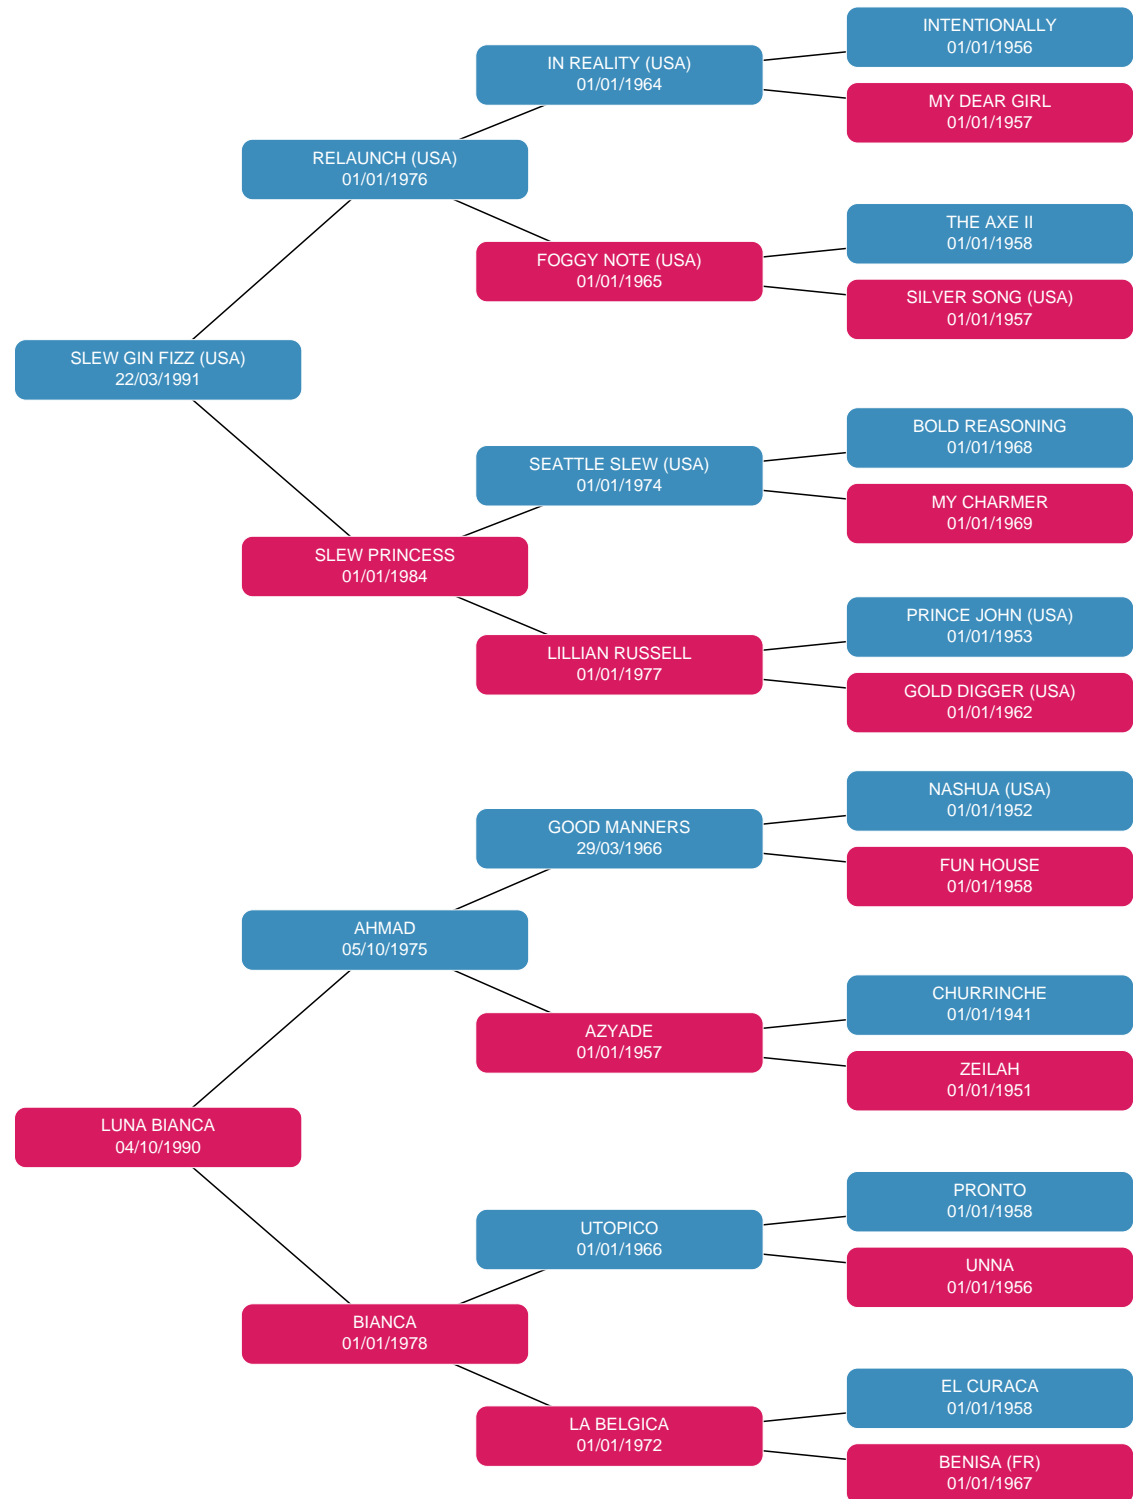 INTENTIONALLY
01/01/1956
IN REALITY (USA)
01/01/1964
MY DEAR GIRL
01/01/1957
RELAUNCH (USA)
01/01/1976
THE AXE II
01/01/1958
FOGGY NOTE (USA)
01/01/1965
SILVER SONG (USA)
01/01/1957
SLEW GIN FIZZ (USA)
22/03/1991
BOLD REASONING
01/01/1968
SEATTLE SLEW (USA)
01/01/1974
MY CHARMER
01/01/1969
SLEW PRINCESS
01/01/1984
PRINCE JOHN (USA)
01/01/1953
LILLIAN RUSSELL
01/01/1977
GOLD DIGGER (USA)
01/01/1962
NASHUA (USA)
01/01/1952
GOOD MANNERS
29/03/1966
FUN HOUSE
01/01/1958
AHMAD
05/10/1975
CHURRINCHE
01/01/1941
AZYADE
01/01/1957
ZEILAH
01/01/1951
LUNA BIANCA
04/10/1990
PRONTO
01/01/1958
UTOPICO
01/01/1966
UNNA
01/01/1956
BIANCA
01/01/1978
EL CURACA
01/01/1958
LA BELGICA
01/01/1972
BENISA (FR)
01/01/1967